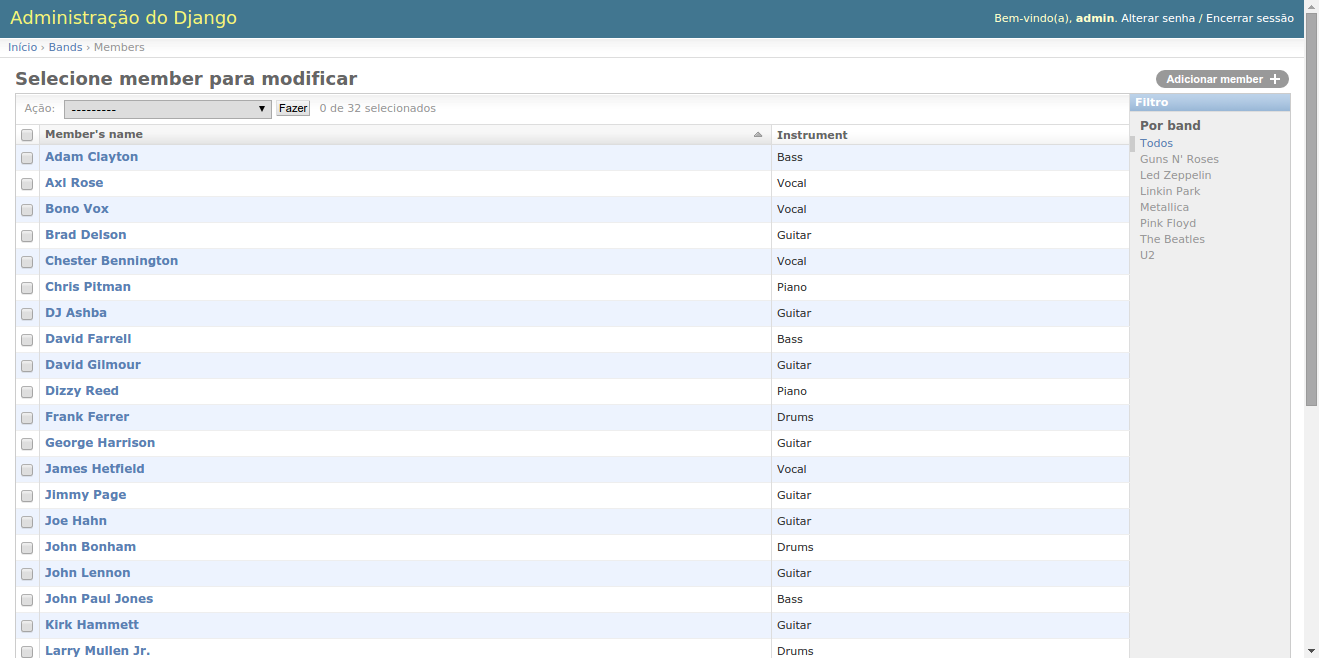 Administração do Django
Bem-vindo(a), admin. Alterar senha / Encerrar sessão
Início › Bands › Members
Selecione member para modificar
Adicionar member +
Ação: --------- Fazer 0 de 32 selecionados
Member's name Instrument
Adam Clayton Bass
Axl Rose Vocal
Bono Vox Vocal
Brad Delson Guitar
Chester Bennington Vocal
Chris Pitman Piano
DJ Ashba Guitar
David Farrell Bass
David Gilmour Guitar
Dizzy Reed Piano
Frank Ferrer Drums
George Harrison Guitar
James Hetfield Vocal
Jimmy Page Guitar
Joe Hahn Guitar
John Bonham Drums
John Lennon Guitar
John Paul Jones Bass
Kirk Hammett Guitar
Larry Mullen Jr. Drums
Filtro
Por band
Todos
Guns N' Roses
Led Zeppelin
Linkin Park
Metallica
Pink Floyd
The Beatles
U2